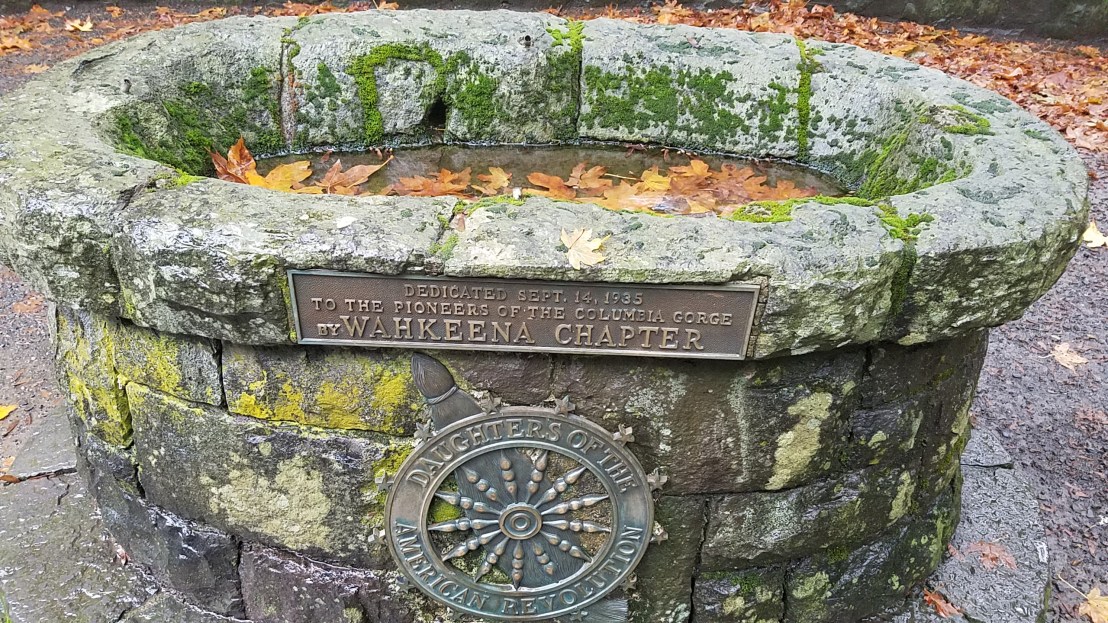 DEDICATED SEPT. 14, 1935
TO THE PIONEERS OF THE COLUMBIA GORGE
BY WAHKEENA CHAPTER
DAUGHTERS OF THE
AMERICAN REVOLUTION